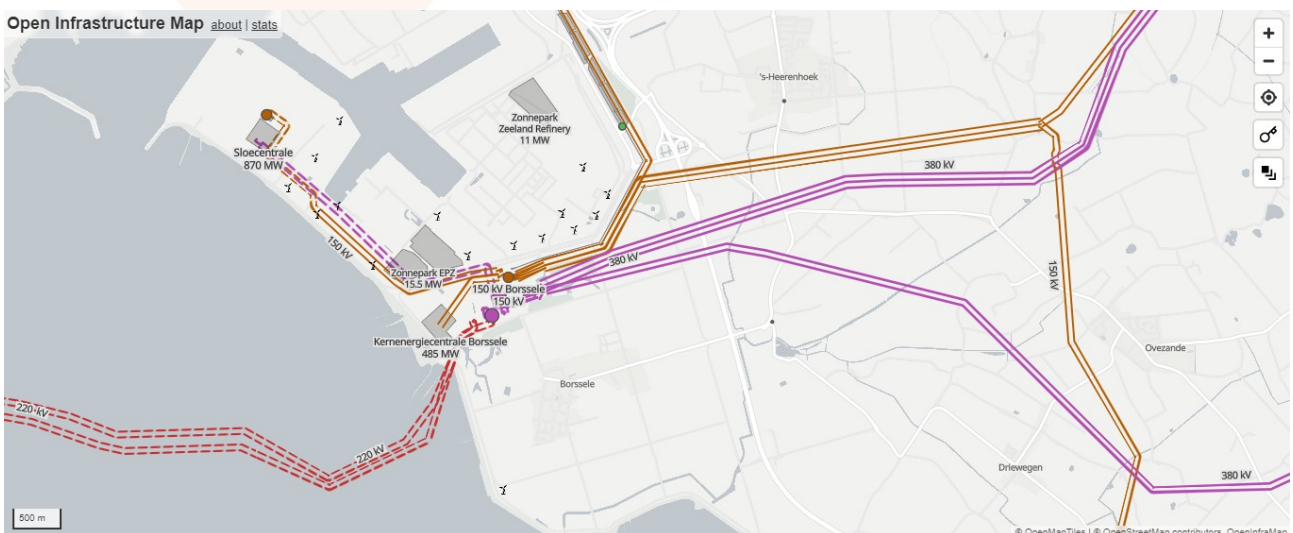 Open Infrastructure Map about | stats
+
−
's-Heerenhoek
Zonnepark
Zeeland Refinery
11 MW
Sloecentrale
870 MW
380 kV
150 kV
380 kV
Zonnepark EPZ
15.5 MW
150 kV Borssele
150 kV
150 kV
Kernenergiecentrale Borssele
485 MW
Ovezande
Borssele
220 kV
220 kV
Driewegen
380 kV
500 m
© OpenMapTiles | © OpenStreetMap contributors, OpenInfraMap